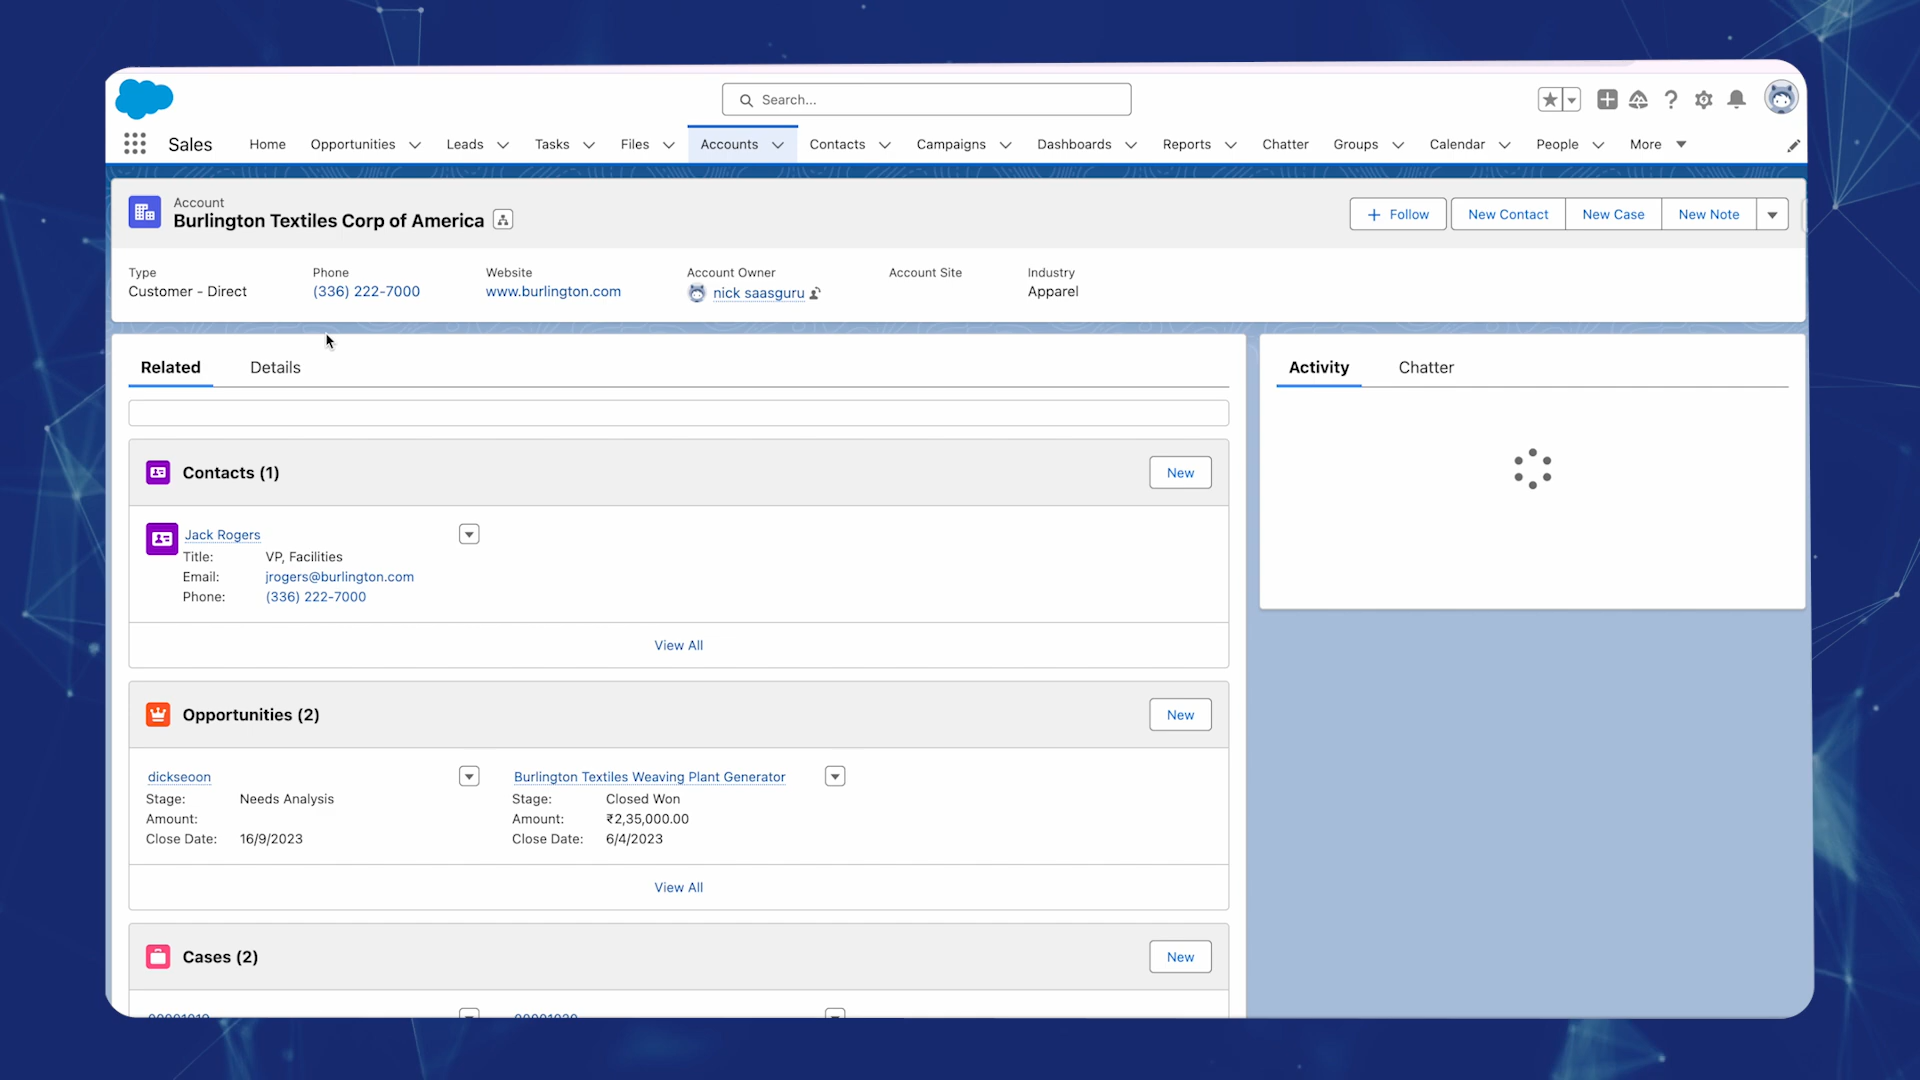 Search...
Sales Home Opportunities Leads Tasks Files Accounts Contacts Campaigns Dashboards Reports Chatter Groups Calendar People More
Account
Burlington Textiles Corp of America
Follow New Contact New Case New Note
Type Phone Website Account Owner Account Site Industry
Customer - Direct (336) 222-7000 www.burlington.com nick saasguru Apparel
Related Details
Activity Chatter
Contacts (1) New
Jack Rogers
Title: VP, Facilities
Email: jrogers@burlington.com
Phone: (336) 222-7000
View All
Opportunities (2) New
dickseoon Burlington Textiles Weaving Plant Generator
Stage: Needs Analysis Stage: Closed Won
Amount: Amount: ₹2,35,000.00
Close Date: 16/9/2023 Close Date: 6/4/2023
View All
Cases (2) New